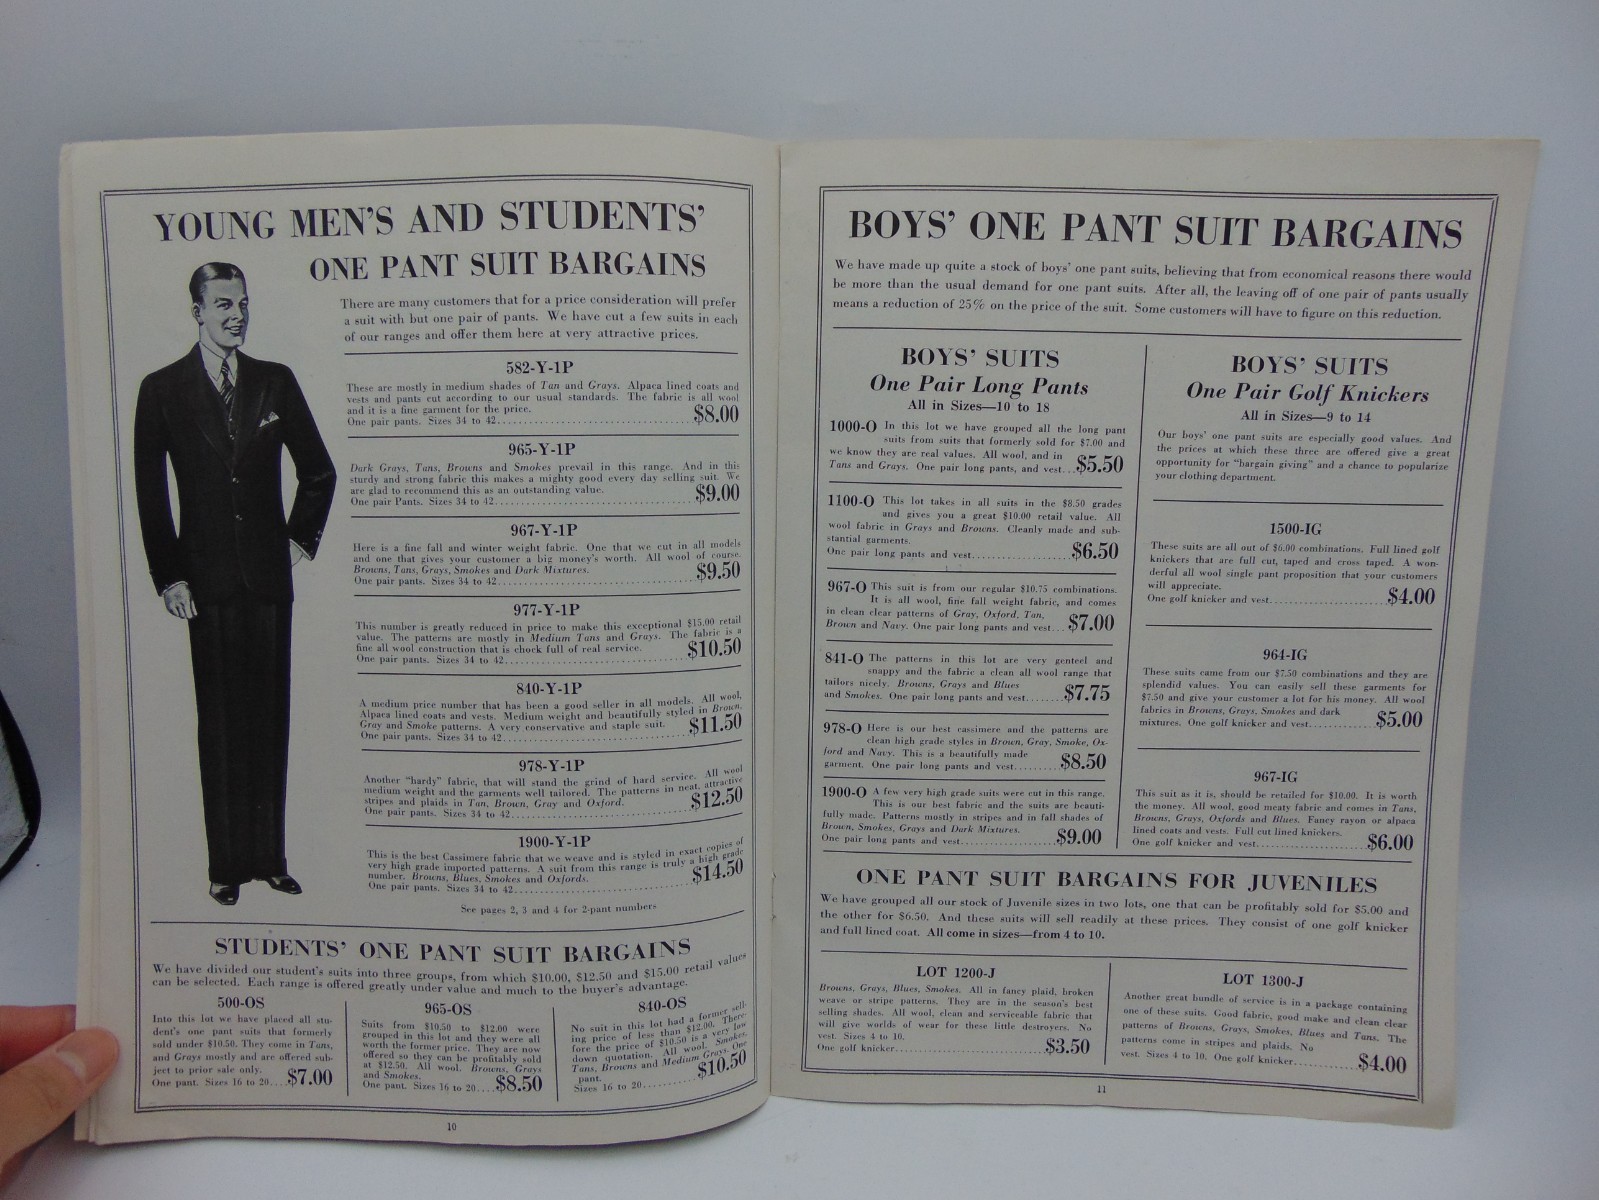 YOUNG MEN'S AND STUDENTS'
ONE PANT SUIT BARGAINS
There are many customers that for a price consideration will prefer
a suit with but one pair of pants. We have cut a few suits in each
of our ranges and offer them here at very attractive prices.
582-Y-1P
These are mostly in medium shades of Tan and Grays. Alpaca lined coats and
vests and pants cut according to our usual standards. The fabric is all wool
and it is a fine garment for the price.
One pair pants. Sizes 34 to 42.......... $8.00
965-Y-1P
Dark Grays, Tans, Browns and Smokes prevail in this range. And in this
sturdy and strong fabric this makes a mighty good every day selling suit. We
are glad to recommend this as an outstanding value.
One pair Pants. Sizes 34 to 42.......... $9.00
967-Y-1P
Here is a fine fall and winter weight fabric. One that we cut in all models
and one that gives your customer a big money's worth. All wool of course.
Browns, Tans, Grays, Smokes and Dark Mixtures.
One pair pants. Sizes 34 to 42.......... $9.50
977-Y-1P
This number is greatly reduced in price to make this exceptional $15.00 retail
value. The patterns are mostly in Medium Tans and Grays. The fabric is a
fine all wool construction that is chock full of real service.
One pair pants. Sizes 34 to 42.......... $10.50
840-Y-1P
A medium price number that has been a good seller in all models. All wool.
Alpaca lined coats and vests. Medium weight and beautifully styled in Brown,
Gray and Smoke patterns. A very conservative and staple suit.
One pair pants. Sizes 34 to 42.......... $11.50
978-Y-1P
Another "hardy" fabric, that will stand the grind of hard service. All wool
medium weight and the garments well tailored. The patterns in neat, attractive
stripes and plaids in Tan, Brown, Gray and Oxford.
One pair pants. Sizes 34 to 42.......... $12.50
1900-Y-1P
This is the best Cassimere fabric that we weave and is styled in exact copies of
very high grade imported patterns. A suit from this range is truly a high grade
number. Browns, Blues, Smokes and Oxfords.
One pair pants. Sizes 34 to 42.......... $14.50
See pages 2, 3 and 4 for 2-pant numbers
STUDENTS' ONE PANT SUIT BARGAINS
We have divided our student's suits into three groups, from which $10.00, $12.50 and $15.00 retail values
can be selected. Each range is offered greatly under value and much to the buyer's advantage.
500-OS
Into this lot we have placed all stu-
dent's one pant suits that formerly
sold under $10.50. They come in Tans,
and Grays mostly and are offered sub-
ject to prior sale only.
One pant. Sizes 16 to 20.... $7.00
965-OS
Suits from $10.50 to $12.00 were
grouped in this lot and they were all
worth the former price. They are now
offered so they can be profitably sold
at $12.50. All wool. Browns, Grays
and Smokes.
One pant. Sizes 16 to 20.... $8.50
840-OS
No suit in this lot had a former sell-
ing price of less than $12.00. There-
fore the price of $10.50 is a very low
down quotation. All wool. Smokes,
Tans, Browns and Medium Grays. One
pant.
Sizes 16 to 20.......... $10.50
10
BOYS' ONE PANT SUIT BARGAINS
We have made up quite a stock of boys' one pant suits, believing that from economical reasons there would
be more than the usual demand for one pant suits. After all, the leaving off of one pair of pants usually
means a reduction of 25% on the price of the suit. Some customers will have to figure on this reduction.
BOYS' SUITS
One Pair Long Pants
All in Sizes—10 to 18
1000-O In this lot we have grouped all the long pant
suits from suits that formerly sold for $7.00 and
we know they are real values. All wool, and in
Tans and Grays. One pair long pants, and vest... $5.50
1100-O This lot takes in all suits in the $8.50 grades
and gives you a great $10.00 retail value. All
wool fabric in Grays and Browns. Cleanly made and sub-
stantial garments.
One pair long pants and vest.......... $6.50
967-O This suit is from our regular $10.75 combinations.
It is all wool, fine fall weight fabric, and comes
in clean clear patterns of Gray, Oxford, Tan,
Brown and Navy. One pair long pants and vest... $7.00
841-O The patterns in this lot are very genteel and
snappy and the fabric a clean all wool range that
tailors nicely. Browns, Grays and Blues
and Smokes. One pair long pants and vest........ $7.75
978-O Here is our best cassimere and the patterns are
clean high grade styles in Brown, Gray, Smoke, Ox-
ford and Navy. This is a beautifully made
garment. One pair long pants and vest.......... $8.50
1900-O A few very high grade suits were cut in this range.
This is our best fabric and the suits are beauti-
fully made. Patterns mostly in stripes and in fall shades of
Brown, Smokes, Grays and Dark Mixtures.
One pair long pants and vest.......... $9.00
BOYS' SUITS
One Pair Golf Knickers
All in Sizes—9 to 14
Our boys' one pant suits are especially good values. And
the prices at which these three are offered give a great
opportunity for "bargain giving" and a chance to popularize
your clothing department.
1500-IG
These suits are all out of $6.00 combinations. Full lined golf
knickers that are full cut, taped and cross taped. A won-
derful all wool single pant proposition that your customers
will appreciate.
One golf knicker and vest.......... $4.00
964-IG
These suits came from our $7.50 combinations and they are
splendid values. You can easily sell these garments for
$7.50 and give your customer a lot for his money. All wool
fabrics in Browns, Grays, Smokes and dark
mixtures. One golf knicker and vest.......... $5.00
967-IG
This suit as it is, should be retailed for $10.00. It is worth
the money. All wool, good meaty fabric and comes in Tans,
Browns, Grays, Oxfords and Blues. Fancy rayon or alpaca
lined coats and vests. Full cut lined knickers.
One golf knicker and vest.......... $6.00
ONE PANT SUIT BARGAINS FOR JUVENILES
We have grouped all our stock of Juvenile sizes in two lots, one that can be profitably sold for $5.00 and
the other for $6.50. And these suits will sell readily at these prices. They consist of one golf knicker
and full lined coat. All come in sizes—from 4 to 10.
LOT 1200-J
Browns, Grays, Blues, Smokes. All in fancy plaid, broken
weave or stripe patterns. They are in the season's best
selling shades. All wool, clean and serviceable fabric that
will give worlds of wear for these little destroyers. No
vest. Sizes 4 to 10.
One golf knicker.......... $3.50
LOT 1300-J
Another great bundle of service is in a package containing
one of these suits. Good fabric, good make and clean clear
patterns of Browns, Grays, Smokes, Blues and Tans. The
patterns come in stripes and plaids. No
vest. Sizes 4 to 10. One golf knicker.......... $4.00
11